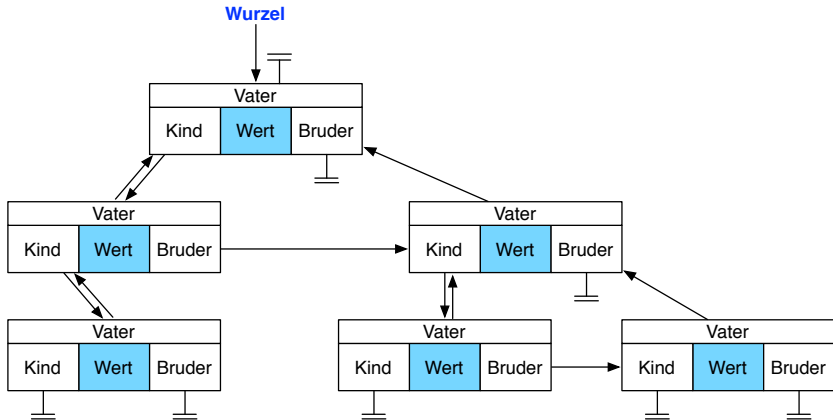 Wurzel
Vater
Kind Wert Bruder
Vater Vater
Kind Wert Bruder Kind Wert Bruder
Vater Vater Vater
Kind Wert Bruder Kind Wert Bruder Kind Wert Bruder